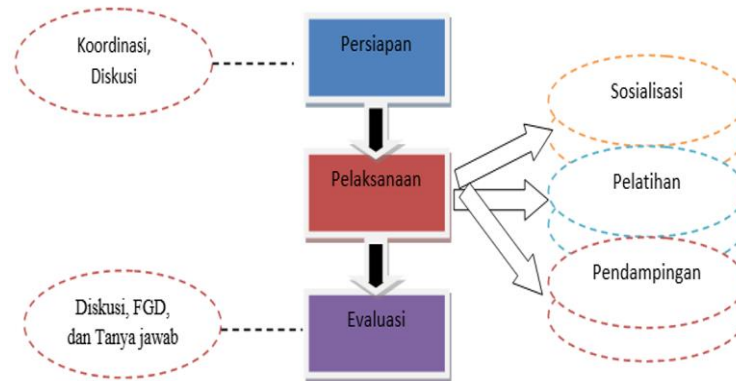 Koordinasi,
Diskusi
Persiapan
Sosialisasi
Pelaksanaan
Pelatihan
Pendampingan
Diskusi, FGD,
dan Tanya jawab
Evaluasi